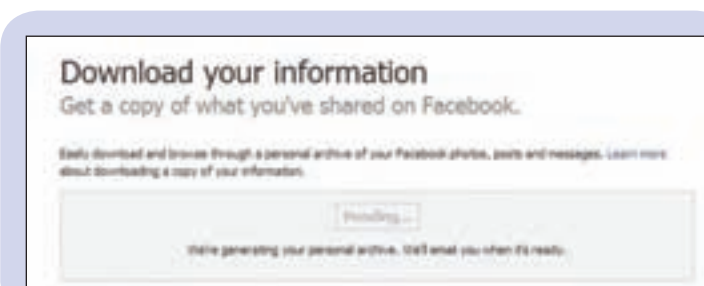 Download your information
Get a copy of what you've shared on Facebook.
Easily download and browse through a personal archive of your Facebook photos, posts and messages. Learn more
about downloading a copy of your information.
Pending...
We're generating your personal archive. We'll email you when it's ready.